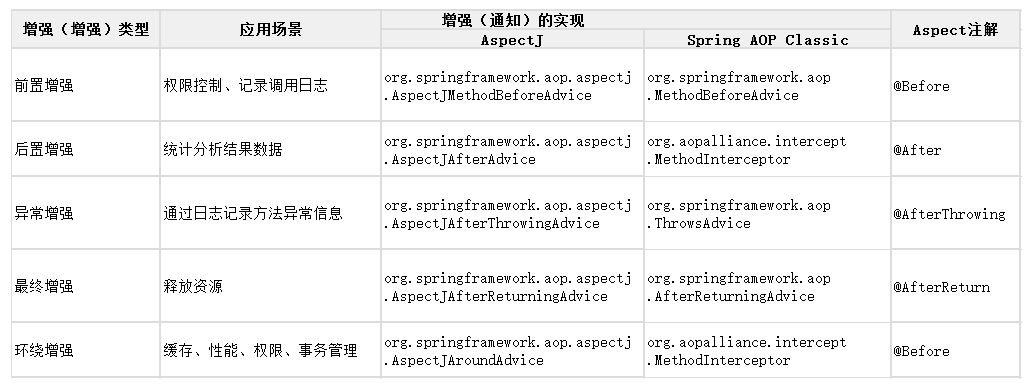 增强（增强）类型 应用场景 增强（通知）的实现 Aspect注解
AspectJ Spring AOP Classic
前置增强 权限控制、记录调用日志 org.springframework.aop.aspectj org.springframework.aop @Before
.AspectJMethodBeforeAdvice .MethodBeforeAdvice
后置增强 统计分析结果数据 org.springframework.aop.aspectj org.aopalliance.intercept @After
.AspectJAfterAdvice .MethodInterceptor
异常增强 通过日志记录方法异常信息 org.springframework.aop.aspectj org.springframework.aop @AfterThrowing
.AspectJAfterThrowingAdvice .ThrowsAdvice
最终增强 释放资源 org.springframework.aop.aspectj org.springframework.aop @AfterReturn
.AspectJAfterReturningAdvice .AfterReturningAdvice
环绕增强 缓存、性能、权限、事务管理 org.springframework.aop.aspectj org.aopalliance.intercept @Before
.AspectJAroundAdvice .MethodInterceptor